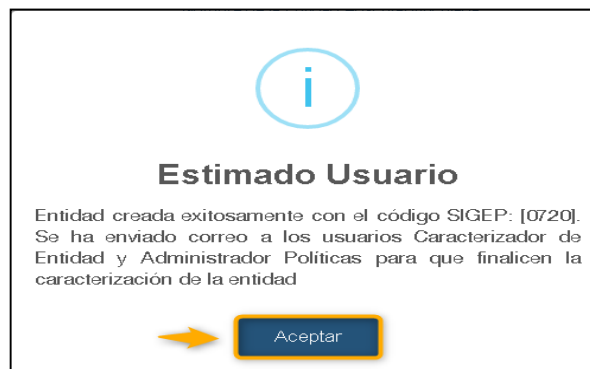 i
Estimado Usuario
Entidad creada exitosamente con el código SIGEP: [0720].
Se ha enviado correo a los usuarios Caracterizador de
Entidad y Administrador Políticas para que finalicen la
caracterización de la entidad
Aceptar